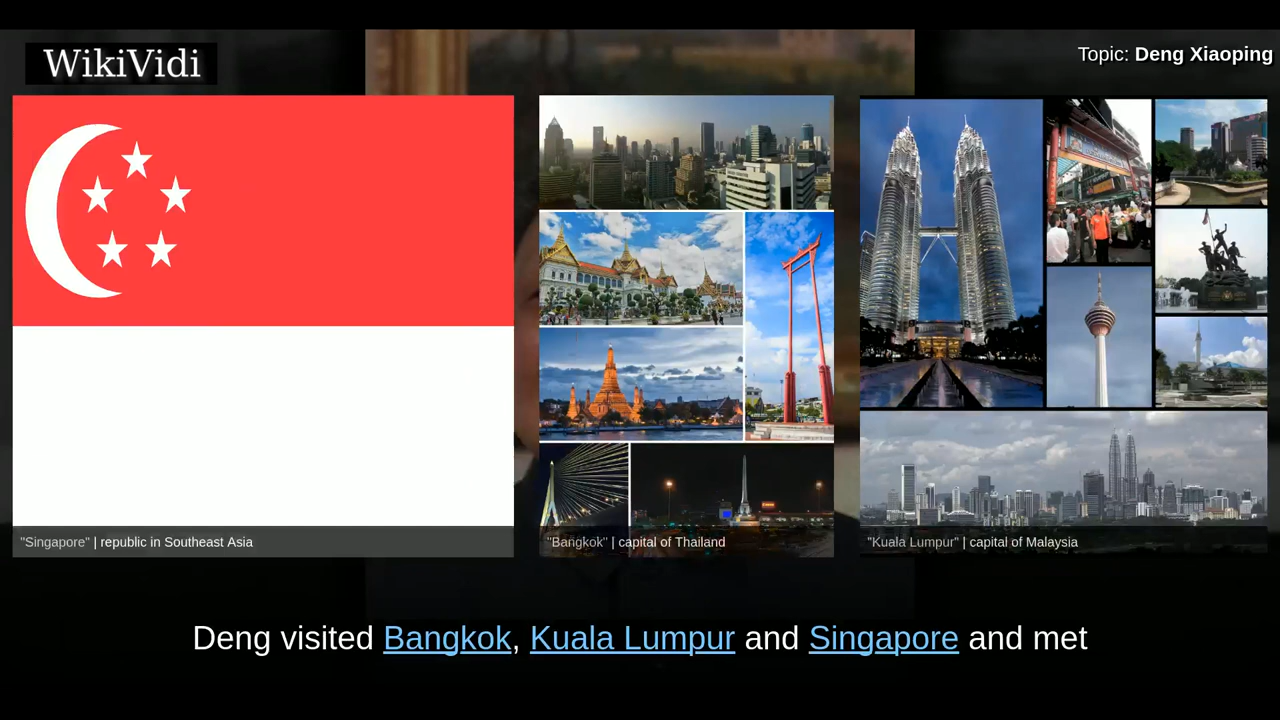 WikiVidi
Topic: Deng Xiaoping
"Singapore" | republic in Southeast Asia
"Bangkok" | capital of Thailand
"Kuala Lumpur" | capital of Malaysia
Deng visited Bangkok, Kuala Lumpur and Singapore and met